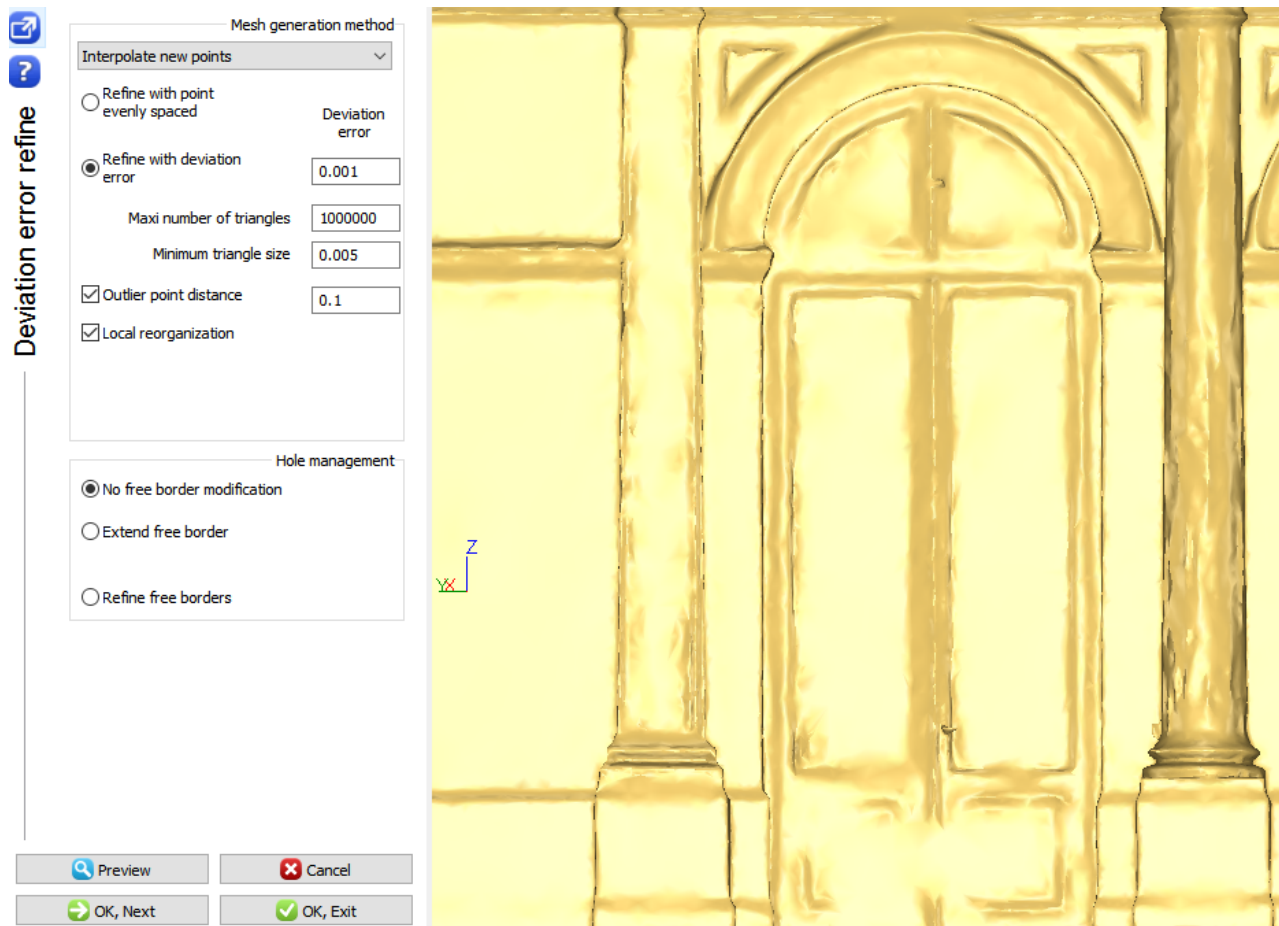 Deviation error refine
Mesh generation method
Interpolate new points
Refine with point
evenly spaced
Deviation
error
Refine with deviation
error
0.001
Maxi number of triangles
1000000
Minimum triangle size
0.005
Outlier point distance
0.1
Local reorganization
Hole management
No free border modification
Extend free border
Refine free borders
Preview
Cancel
OK, Next
OK, Exit
Z
YX